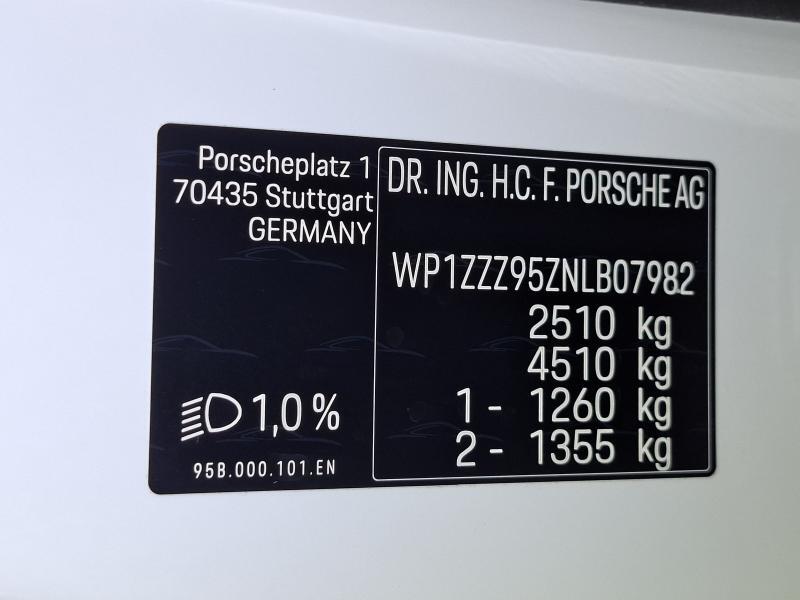 Porscheplatz 1
70435 Stuttgart
GERMANY
1,0 %
95B.000.101.EN
DR. ING. H.C. F. PORSCHE AG
WP1ZZZ95ZNLB07982
2510 kg
4510 kg
1 - 1260 kg
2 - 1355 kg